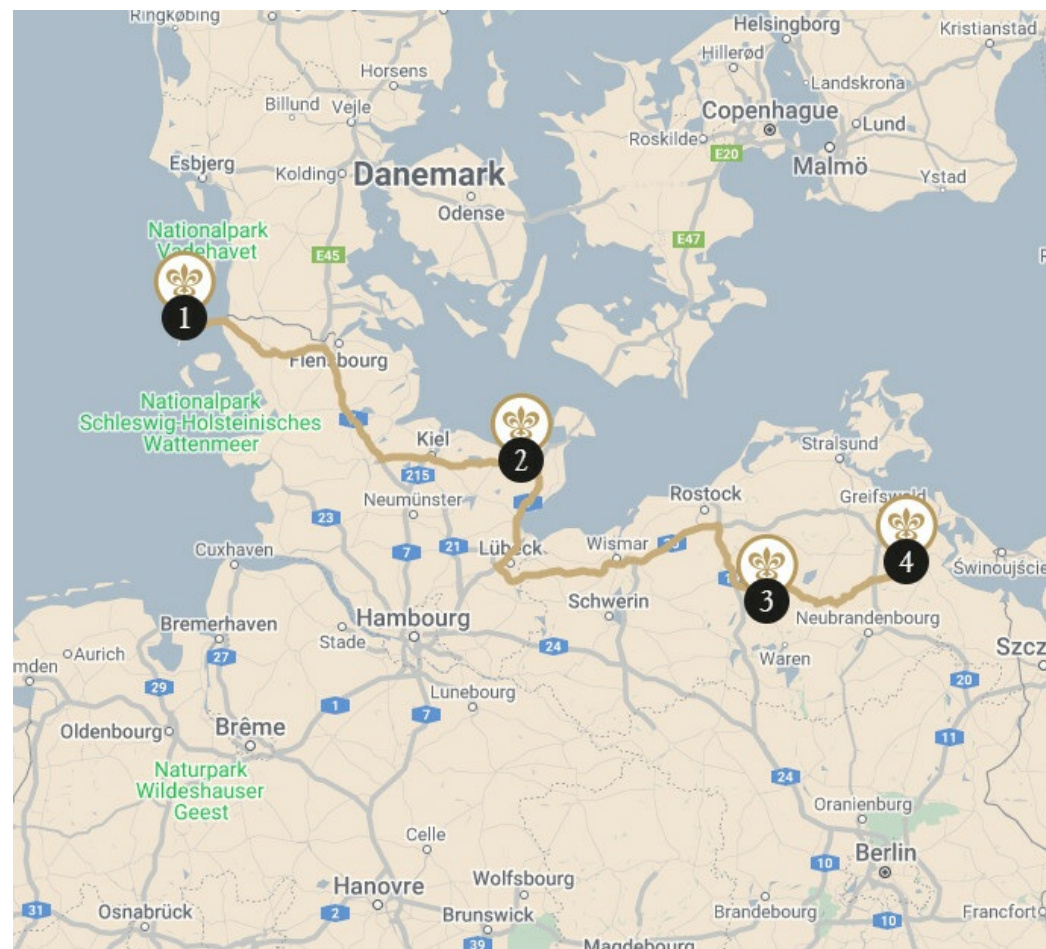 Ringkøbing
Helsingborg
Kristianstad
Hillerød
Horsens
Landskrona
Billund
Vejle
Copenhague
Lund
Roskilde
E20
Malmö
Esbjerg
Kolding
Danemark
Ystad
Odense
Nationalpark
Vadehavet
E47
E45
1
Flensbourg
Nationalpark
Schleswig-Holsteinisches
Wattenmeer
Kiel
2
Stralsund
215
Neumünster
Rostock
Greifswald
23
Cuxhaven
7
21
Lübeck
Wismar
20
4
Świnoujście
3
Schwerin
Bremerhaven
Hambourg
Neubrandenbourg
Stade
24
Szcz
Aurich
27
Waren
mden
29
20
Lunebourg
1
7
Oldenbourg
Brême
11
Naturpark
Wildeshauser
Geest
24
Oranienburg
Celle
10
Berlin
Hanovre
Wolfsbourg
31
2
Osnabrück
Brunswick
Brandebourg
10
Francfort
39
Magdebourg